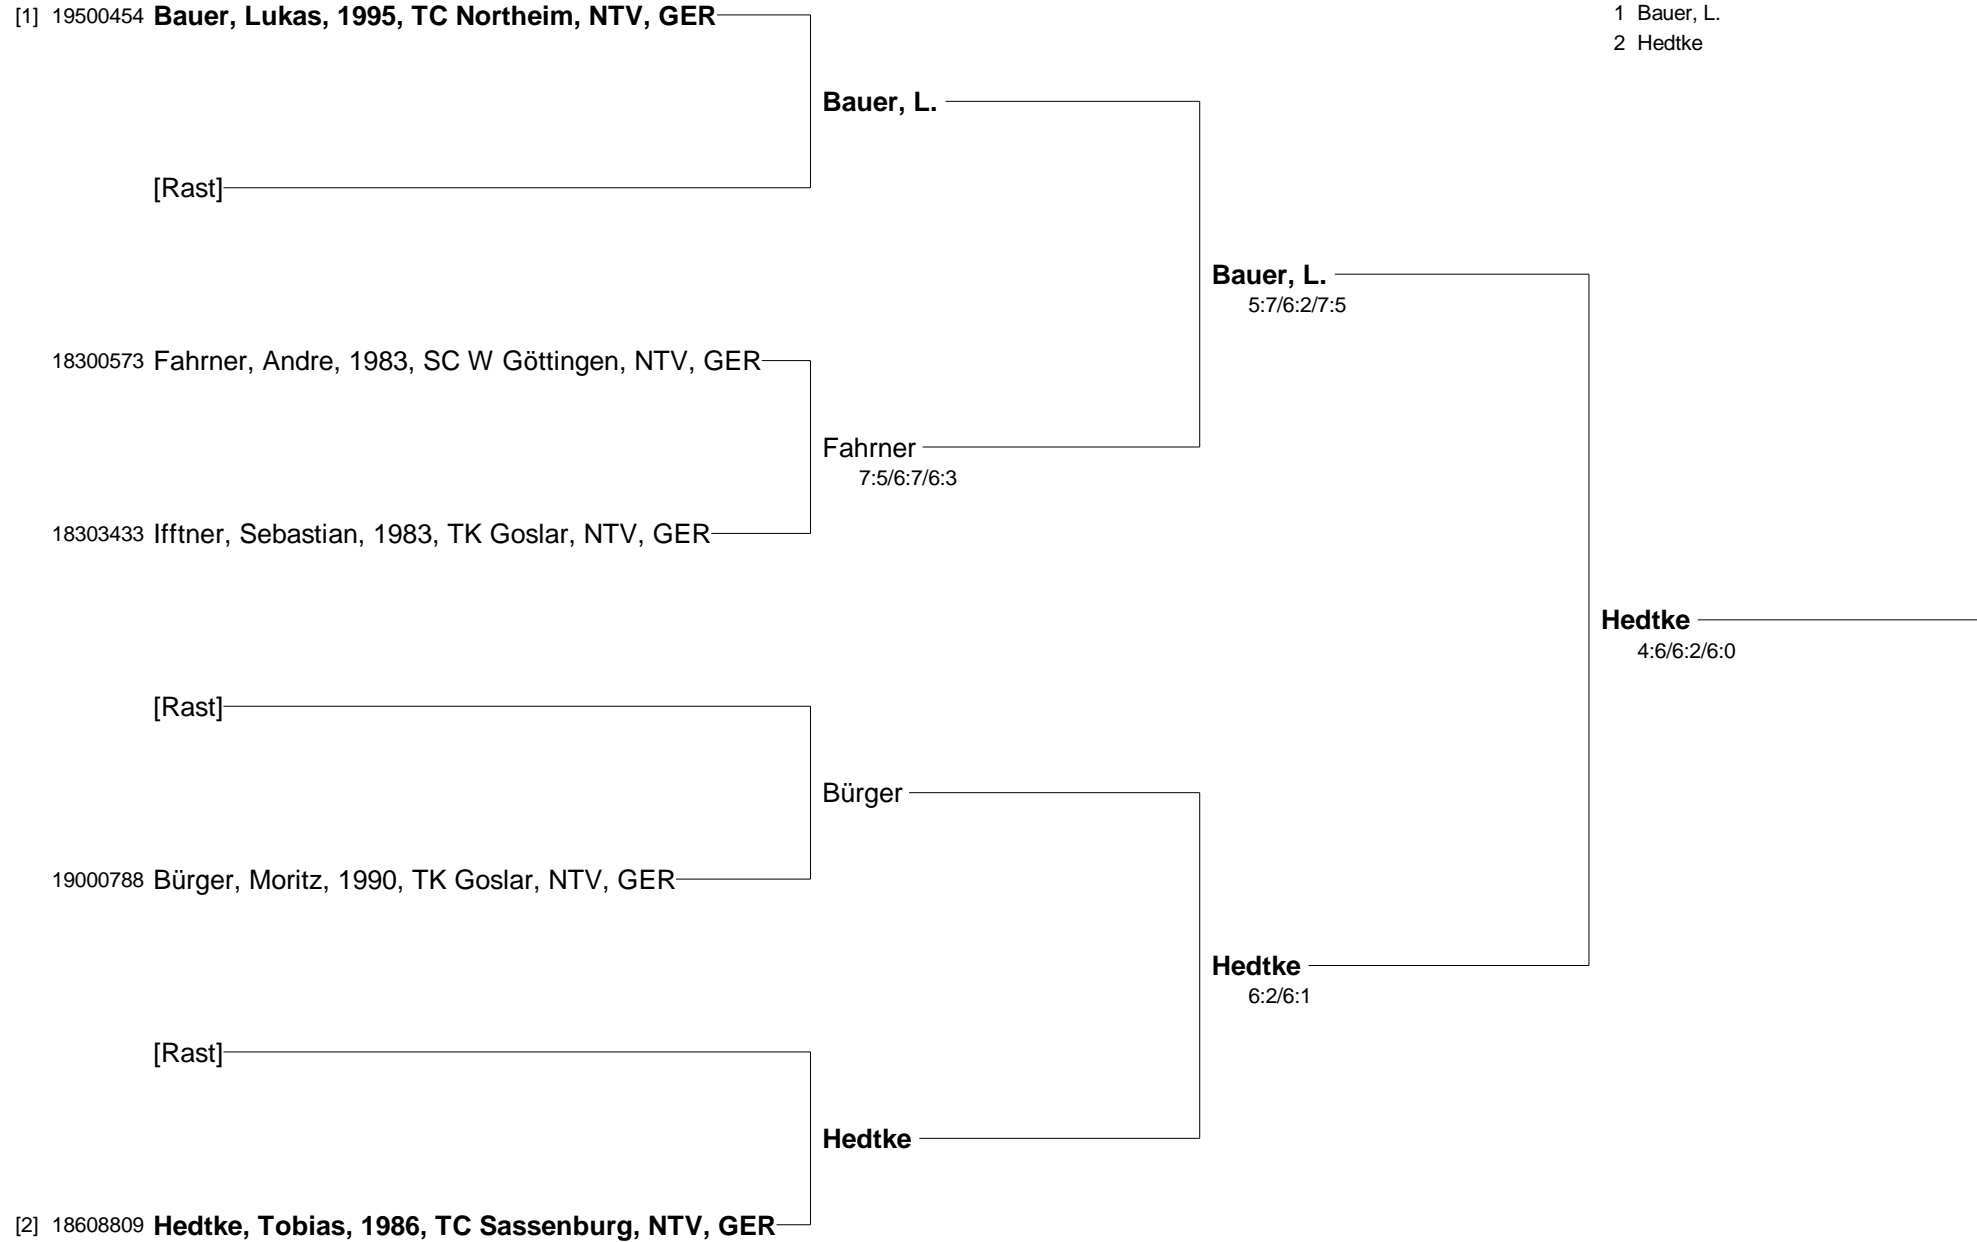 [1] 19500454 Bauer, Lukas, 1995, TC Northeim, NTV, GER
1 Bauer, L.
2 Hedtke
Bauer, L.
[Rast]
Bauer, L.
5:7/6:2/7:5
18300573 Fahrner, Andre, 1983, SC W Göttingen, NTV, GER
Fahrner
7:5/6:7/6:3
18303433 Ifftner, Sebastian, 1983, TK Goslar, NTV, GER
Hedtke
4:6/6:2/6:0
[Rast]
Bürger
19000788 Bürger, Moritz, 1990, TK Goslar, NTV, GER
Hedtke
6:2/6:1
[Rast]
Hedtke
[2] 18608809 Hedtke, Tobias, 1986, TC Sassenburg, NTV, GER